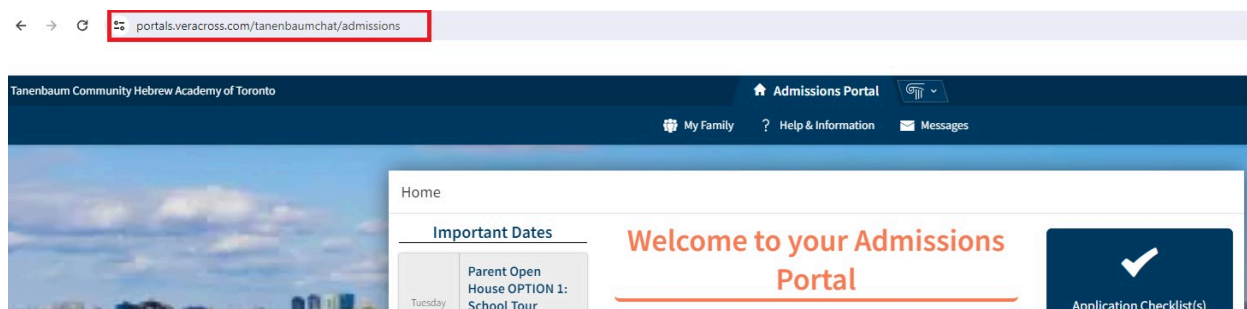 portals.veracross.com/tanenbaumchat/admissions
Tanenbaum Community Hebrew Academy of Toronto
Admissions Portal
My Family
? Help & Information
Messages
Home
Important Dates
Parent Open
House OPTION 1:
Tuesday
School Tour
Welcome to your Admissions
Portal
Application Checklist(s)